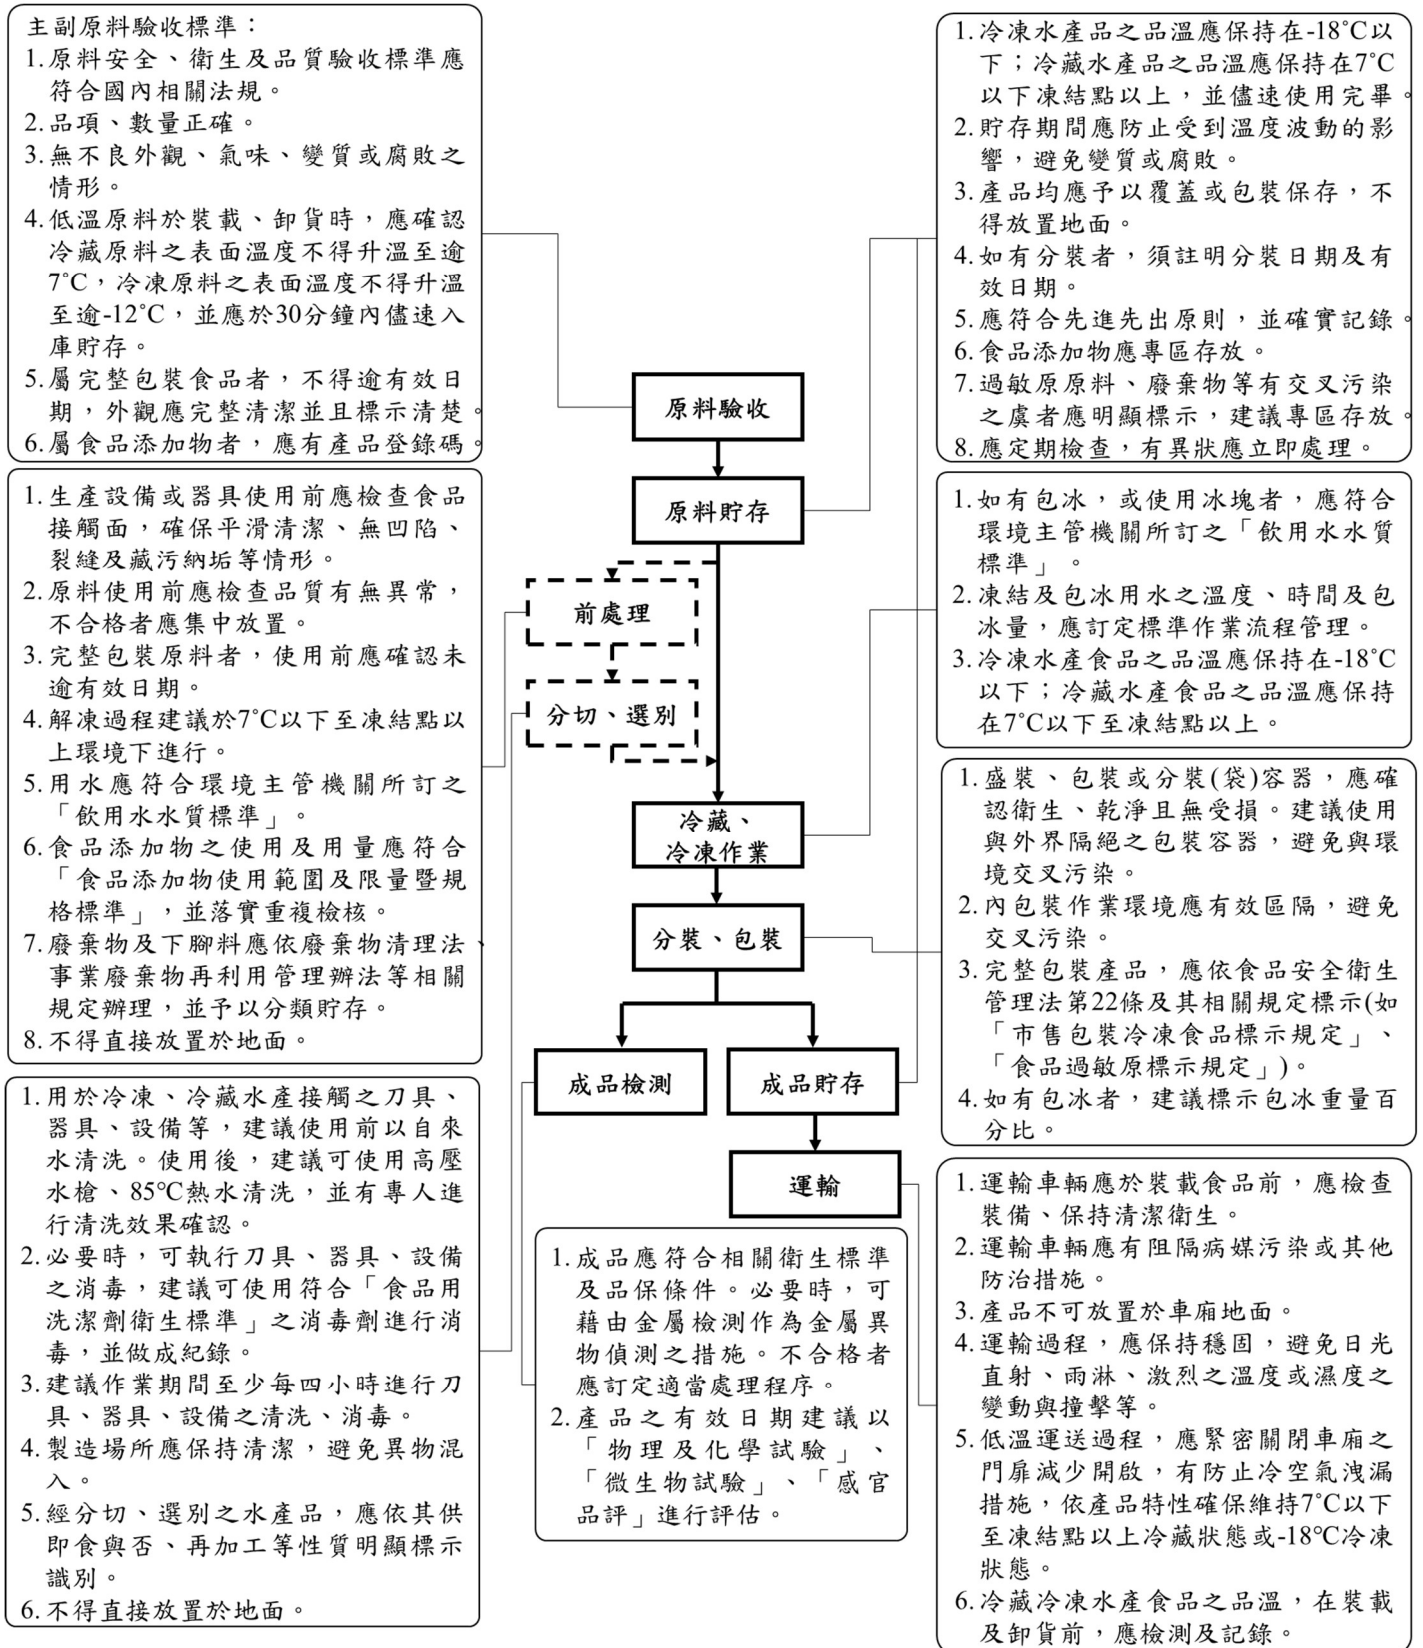 主副原料驗收標準：
1.原料安全、衛生及品質驗收標準應
符合國內相關法規。
2.品項、數量正確。
3.無不良外觀、氣味、變質或腐敗之
情形。
4.低溫原料於裝載、卸貨時，應確認
冷藏原料之表面溫度不得升溫至逾
7˚C，冷凍原料之表面溫度不得升溫
至逾-12˚C，並應於30分鐘內儘速入
庫貯存。
5.屬完整包裝食品者，不得逾有效日
期，外觀應完整清潔並且標示清楚。
6.屬食品添加物者，應有產品登錄碼。
1.生產設備或器具使用前應檢查食品
接觸面，確保平滑清潔、無凹陷、
裂縫及藏污納垢等情形。
2.原料使用前應檢查品質有無異常，
不合格者應集中放置。
3.完整包裝原料者，使用前應確認未
逾有效日期。
4.解凍過程建議於7˚C以下至凍結點以
上環境下進行。
5.用水應符合環境主管機關所訂之
「飲用水水質標準」。
6.食品添加物之使用及用量應符合
「食品添加物使用範圍及限量暨規
格標準」，並落實重複檢核。
7.廢棄物及下腳料應依廢棄物清理法、
事業廢棄物再利用管理辦法等相關
規定辦理，並予以分類貯存。
8.不得直接放置於地面。
1.用於冷凍、冷藏水產接觸之刀具、
器具、設備等，建議使用前以自來
水清洗。使用後，建議可使用高壓
水槍、85℃熱水清洗，並有專人進
行清洗效果確認。
2.必要時，可執行刀具、器具、設備
之消毒，建議可使用符合「食品用
洗潔劑衛生標準」之消毒劑進行消
毒，並做成紀錄。
3.建議作業期間至少每四小時進行刀
具、器具、設備之清洗、消毒。
4.製造場所應保持清潔，避免異物混
入。
5.經分切、選別之水產品，應依其供
即食與否、再加工等性質明顯標示
識別。
6.不得直接放置於地面。
原料驗收
原料貯存
前處理
分切、選別
冷藏、
冷凍作業
分裝、包裝
成品檢測
成品貯存
運輸
1.成品應符合相關衛生標準
及品保條件。必要時，可
藉由金屬檢測作為金屬異
物偵測之措施。不合格者
應訂定適當處理程序。
2.產品之有效日期建議以
「物理及化學試驗」、
「微生物試驗」、「感官
品評」進行評估。
1.冷凍水產品之品溫應保持在-18˚C以
下；冷藏水產品之品溫應保持在7˚C
以下凍結點以上，並儘速使用完畢。
2.貯存期間應防止受到溫度波動的影
響，避免變質或腐敗。
3.產品均應予以覆蓋或包裝保存，不
得放置地面。
4.如有分裝者，須註明分裝日期及有
效日期。
5.應符合先進先出原則，並確實記錄。
6.食品添加物應專區存放。
7.過敏原原料、廢棄物等有交叉污染
之虞者應明顯標示，建議專區存放。
8.應定期檢查，有異狀應立即處理。
1.如有包冰，或使用冰塊者，應符合
環境主管機關所訂之「飲用水水質
標準」。
2.凍結及包冰用水之溫度、時間及包
冰量，應訂定標準作業流程管理。
3.冷凍水產食品之品溫應保持在-18˚C
以下；冷藏水產食品之品溫應保持
在7˚C以下至凍結點以上。
1.盛裝、包裝或分裝(袋)容器，應確
認衛生、乾淨且無受損。建議使用
與外界隔絕之包裝容器，避免與環
境交叉污染。
2.內包裝作業環境應有效區隔，避免
交叉污染。
3.完整包裝產品，應依食品安全衛生
管理法第22條及其相關規定標示(如
「市售包裝冷凍食品標示規定」、
「食品過敏原標示規定」)。
4.如有包冰者，建議標示包冰重量百
分比。
1.運輸車輛應於裝載食品前，應檢查
裝備、保持清潔衛生。
2.運輸車輛應有阻隔病媒污染或其他
防治措施。
3.產品不可放置於車廂地面。
4.運輸過程，應保持穩固，避免日光
直射、雨淋、激烈之溫度或濕度之
變動與撞擊等。
5.低溫運送過程，應緊密關閉車廂之
門扉減少開啟，有防止冷空氣洩漏
措施，依產品特性確保維持7℃以下
至凍結點以上冷藏狀態或-18℃冷凍
狀態。
6.冷藏冷凍水產食品之品溫，在裝載
及卸貨前，應檢測及記錄。